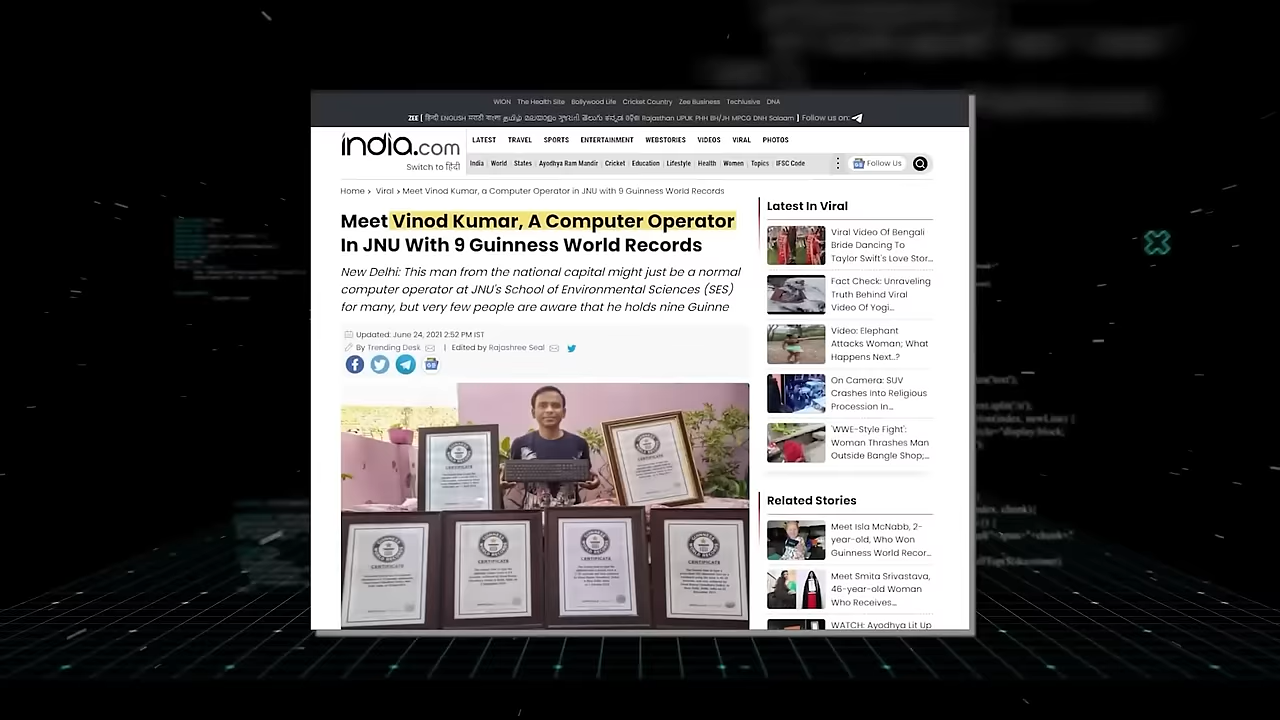 WION The Health Site Bollywood Life Cricket Country Zee Business Techlusive DNA
ZEE | हिन्दी ENGLISH मराठी বাংলা தமிழ் മലയാളം ગુજરાતી తెలుగు ಕನ್ನಡ ଓଡ଼ିଆ Rajasthan UPUK PHH BH/JH MPCG DNH Salaam | Follow us on:
india.com
Switch to हिंदी
LATEST TRAVEL SPORTS ENTERTAINMENT WEBSTORIES VIDEOS VIRAL PHOTOS
India World States Ayodhya Ram Mandir Cricket Education Lifestyle Health Women Topics IFSC Code
Follow Us
Home > Viral > Meet Vinod Kumar, a Computer Operator in JNU with 9 Guinness World Records
Meet Vinod Kumar, A Computer Operator
In JNU With 9 Guinness World Records
New Delhi: This man from the national capital might just be a normal
computer operator at JNU's School of Environmental Sciences (SES)
for many, but very few people are aware that he holds nine Guinne
Updated: June 24, 2021 2:52 PM IST
By Trending Desk | Edited by Rajashree Seal
CERTIFICATE
CERTIFICATE
CERTIFICATE
CERTIFICATE
CERTIFICATE
CERTIFICATE
Latest In Viral
Viral Video Of Bengali
Bride Dancing To
Taylor Swift's Love Stor...
Fact Check: Unraveling
Truth Behind Viral
Video Of Yogi...
Video: Elephant
Attacks Woman; What
Happens Next..?
On Camera: SUV
Crashes Into Religious
Procession In...
'WWE-Style Fight':
Woman Thrashes Man
Outside Bangle Shop;...
Related Stories
Meet Isla McNabb, 2-
year-old, Who Won
Guinness World Recor...
Meet Smita Srivastava,
46-year-old Woman
Who Receives...
WATCH: Ayodhya Lit Up